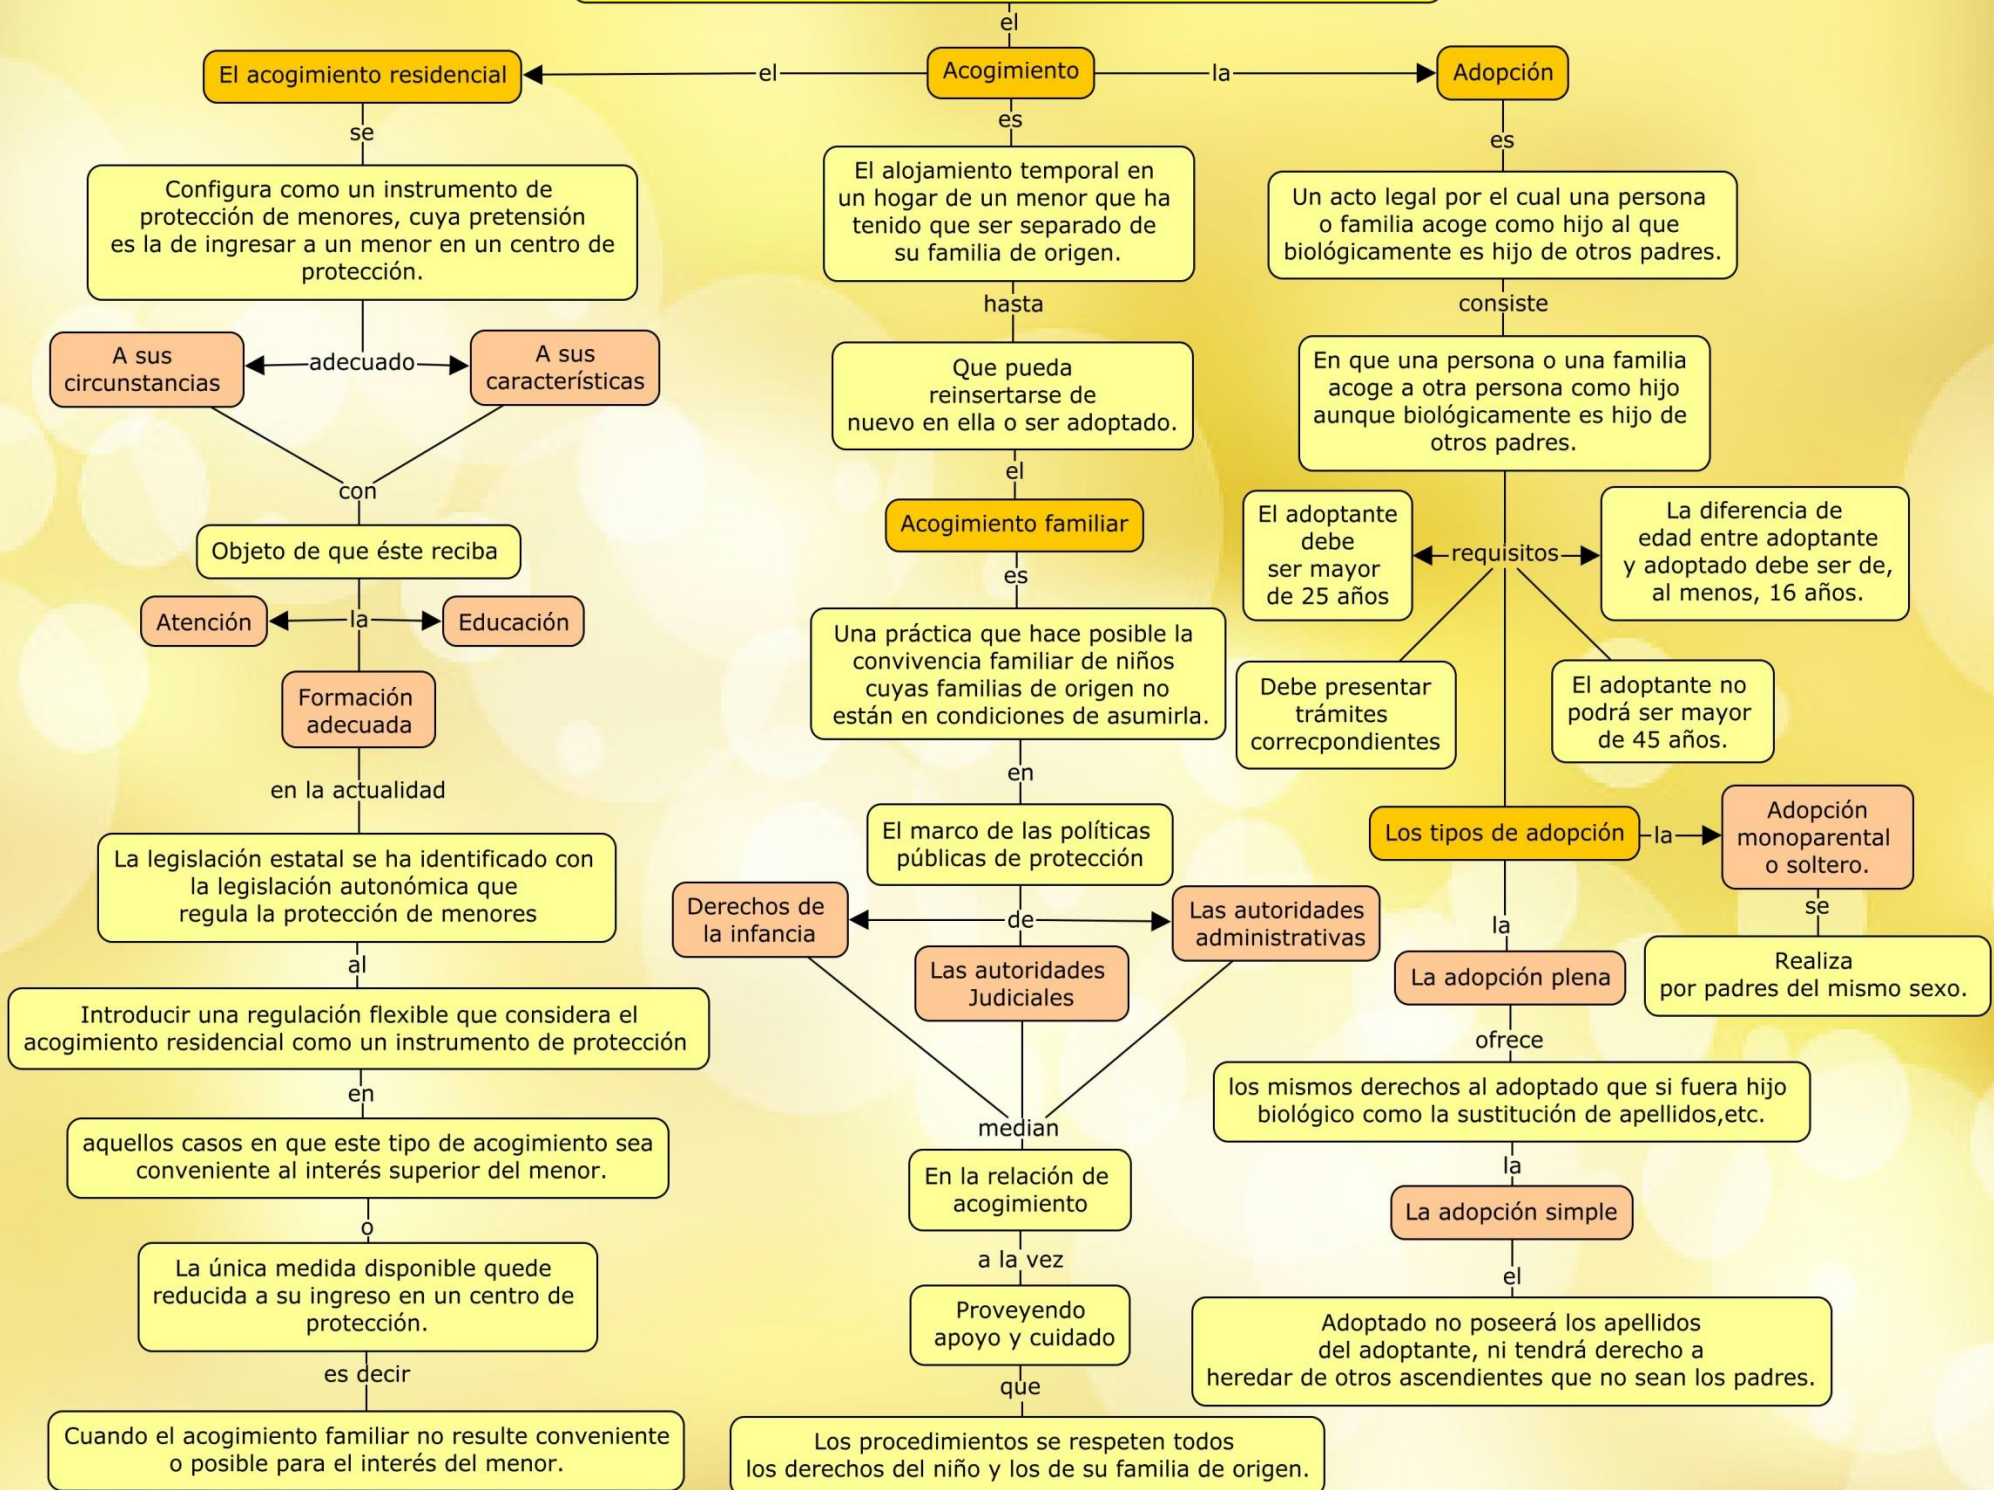 el
El acogimiento residencial
el
Acogimiento
la
Adopción
se
Configura como un instrumento de
protección de menores, cuya pretensión
es la de ingresar a un menor en un centro de
protección.
A sus
circunstancias
adecuado
A sus
características
con
Objeto de que éste reciba
Atención
la
Educación
Formación
adecuada
en la actualidad
La legislación estatal se ha identificado con
la legislación autonómica que
regula la protección de menores
al
Introducir una regulación flexible que considera el
acogimiento residencial como un instrumento de protección
en
aquellos casos en que este tipo de acogimiento sea
conveniente al interés superior del menor.
o
La única medida disponible quede
reducida a su ingreso en un centro de
protección.
es decir
Cuando el acogimiento familiar no resulte conveniente
o posible para el interés del menor.
es
El alojamiento temporal en
un hogar de un menor que ha
tenido que ser separado de
su familia de origen.
hasta
Que pueda
reinsertarse de
nuevo en ella o ser adoptado.
el
Acogimiento familiar
es
Una práctica que hace posible la
convivencia familiar de niños
cuyas familias de origen no
están en condiciones de asumirla.
en
El marco de las políticas
públicas de protección
Derechos de
la infancia
de
Las autoridades
administrativas
Las autoridades
Judiciales
median
En la relación de
acogimiento
a la vez
Proveyendo
apoyo y cuidado
que
Los procedimientos se respeten todos
los derechos del niño y los de su familia de origen.
es
Un acto legal por el cual una persona
o familia acoge como hijo al que
biológicamente es hijo de otros padres.
consiste
En que una persona o una familia
acoge a otra persona como hijo
aunque biológicamente es hijo de
otros padres.
El adoptante
debe
ser mayor
de 25 años
requisitos
La diferencia de
edad entre adoptante
y adoptado debe ser de,
al menos, 16 años.
Debe presentar
trámites
correcpondientes
El adoptante no
podrá ser mayor
de 45 años.
Los tipos de adopción
la
Adopción
monoparental
o soltero.
se
Realiza
por padres del mismo sexo.
la
La adopción plena
ofrece
los mismos derechos al adoptado que si fuera hijo
biológico como la sustitución de apellidos,etc.
la
La adopción simple
el
Adoptado no poseerá los apellidos
del adoptante, ni tendrá derecho a
heredar de otros ascendientes que no sean los padres.